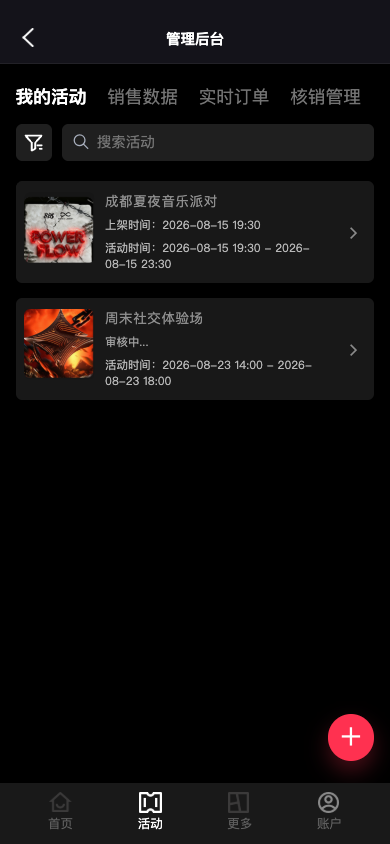 管理后台
我的活动 销售数据 实时订单 核销管理
搜索活动
成都夏夜音乐派对
上架时间：2026-08-15 19:30
活动时间：2026-08-15 19:30 - 2026-
08-15 23:30
POWER
FLOW
周末社交体验场
审核中...
活动时间：2026-08-23 14:00 - 2026-
08-23 18:00
首页 活动 更多 账户